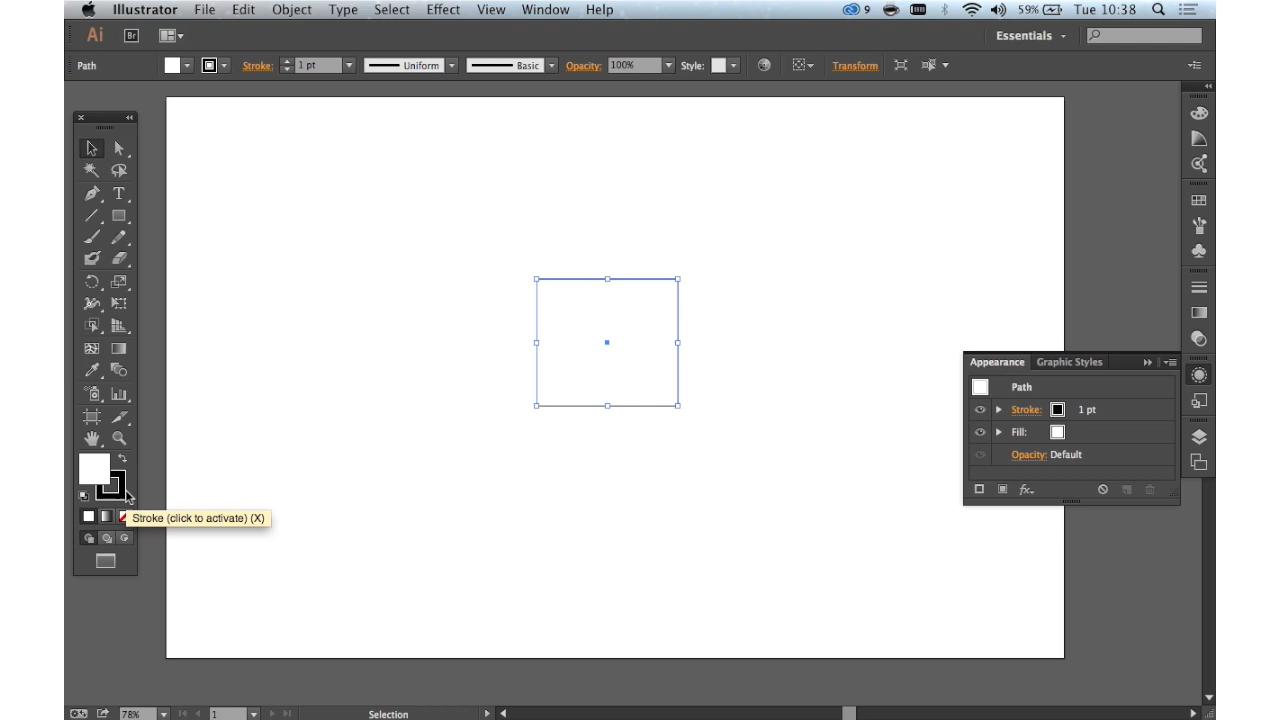 Illustrator File Edit Object Type Select Effect View Window Help 9 59% Tue 10:38
Ai Br Essentials
Path Stroke: 1 pt Uniform Basic Opacity: 100% Style: Transform
Appearance Graphic Styles
Path
Stroke: 1 pt
Fill:
Opacity: Default
fx
T
Stroke (click to activate) (X)
78% 1 Selection